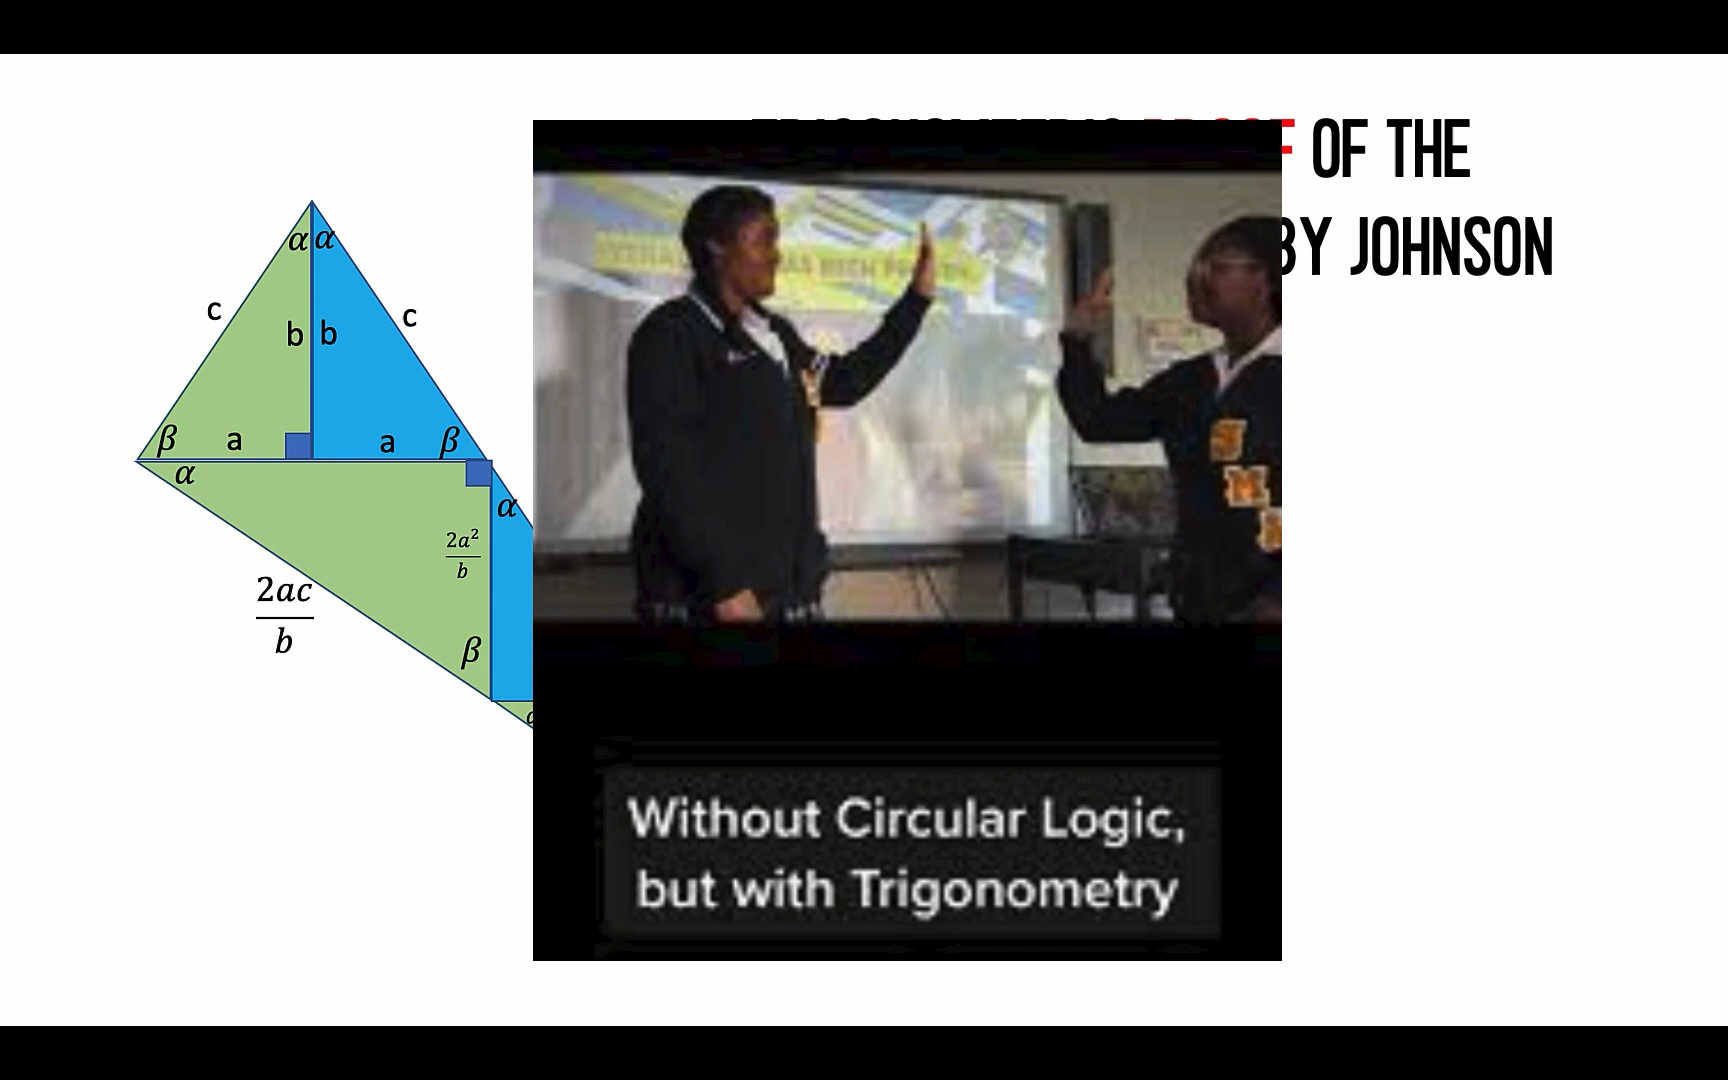 OF THE
BY JOHNSON
α α
c
c
b b
β a
a β
α
α
2a²
b
2ac
b
β
S
M
Without Circular Logic,
but with Trigonometry